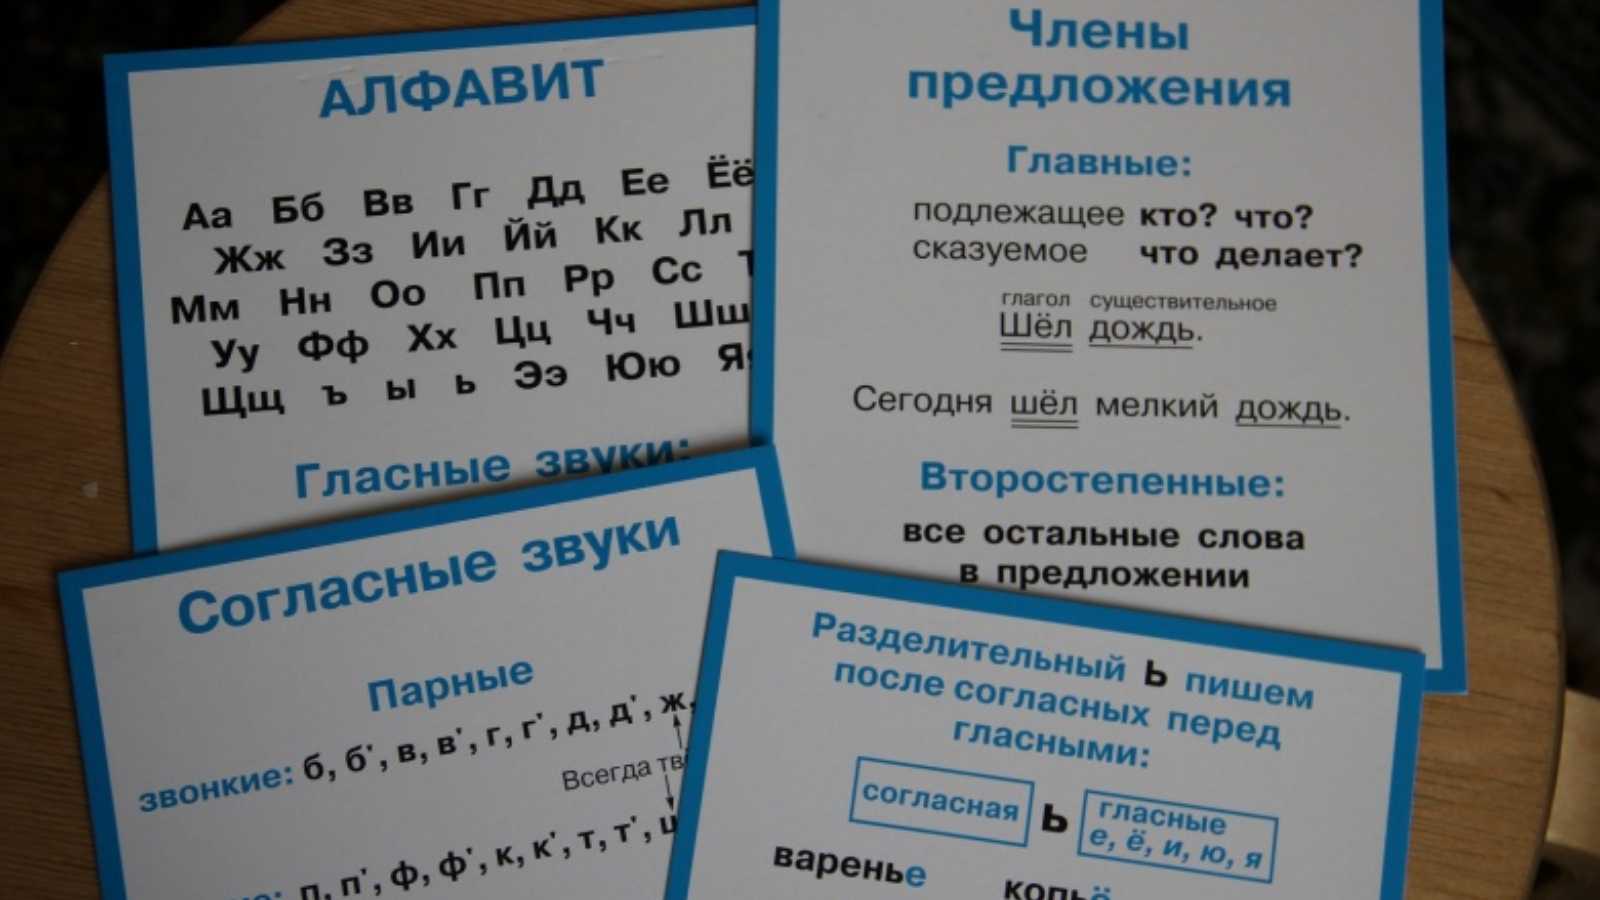 АЛФАВИТ
Аа Бб Вв Гг Дд Ее Ёё
Жж Зз Ии Йй Кк Лл
Мм Нн Оо Пп Рр Сс
Уу Фф Хх Цц Чч Шш
Щщ ъ ы ь Ээ Юю Яя
Гласные звуки:
Члены
предложения
Главные:
подлежащее кто? что?
сказуемое что делает?
глагол существительное
Шёл дождь.
Сегодня шёл мелкий дождь.
Второстепенные:
все остальные слова
в предложении
Согласные звуки
Парные
звонкие: б, б', в, в', г, г', д, д', ж,
Всегда
п, п', ф, ф', к, к', т, т',
Разделительный ь пишем
после согласных перед
гласными:
согласная ь гласные
е, ё, и, ю, я
варенье копьё